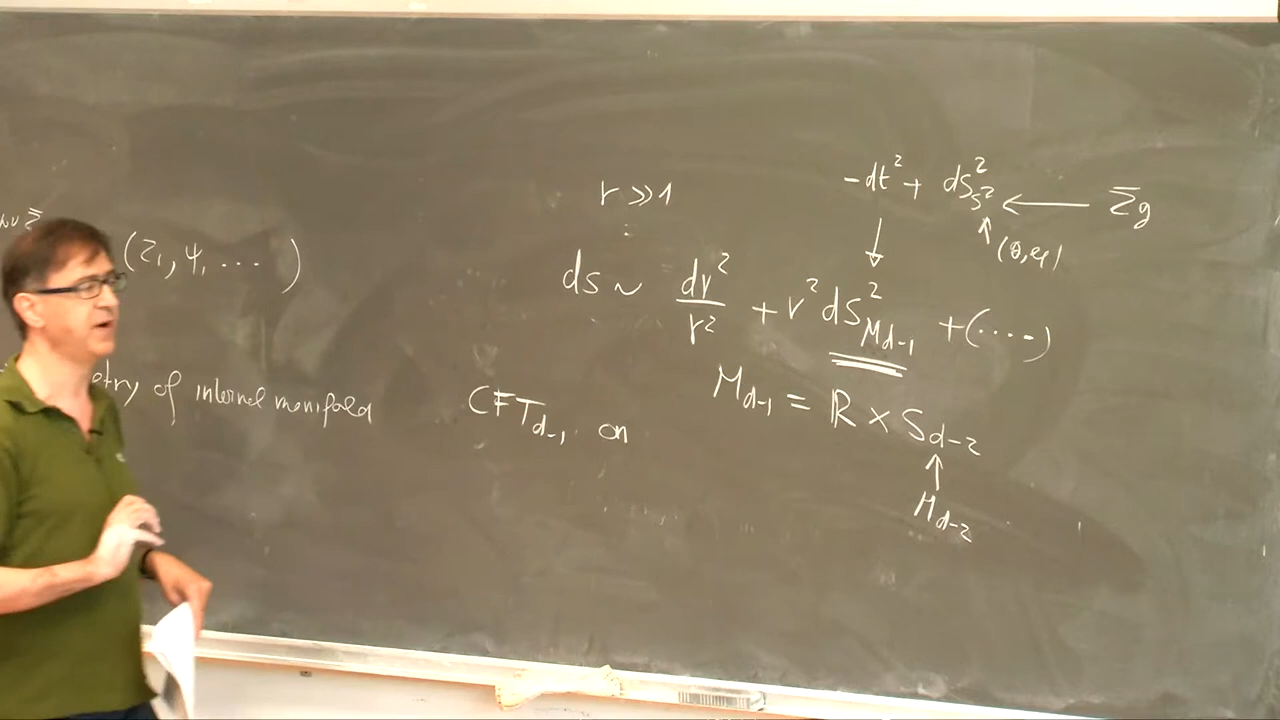 (z, ψ, .... )
try of internal manifold
r >> 1
-dt² + ds²_{S²} ← Σ_g
↑ (θ, φ)
↓
ds ~ dr²/r² + r² ds²_{M_{d-1}} + (....)
M_{d-1} = ℝ × S_{d-2}
CFT_{d-1} on
↑
M_{d-2}